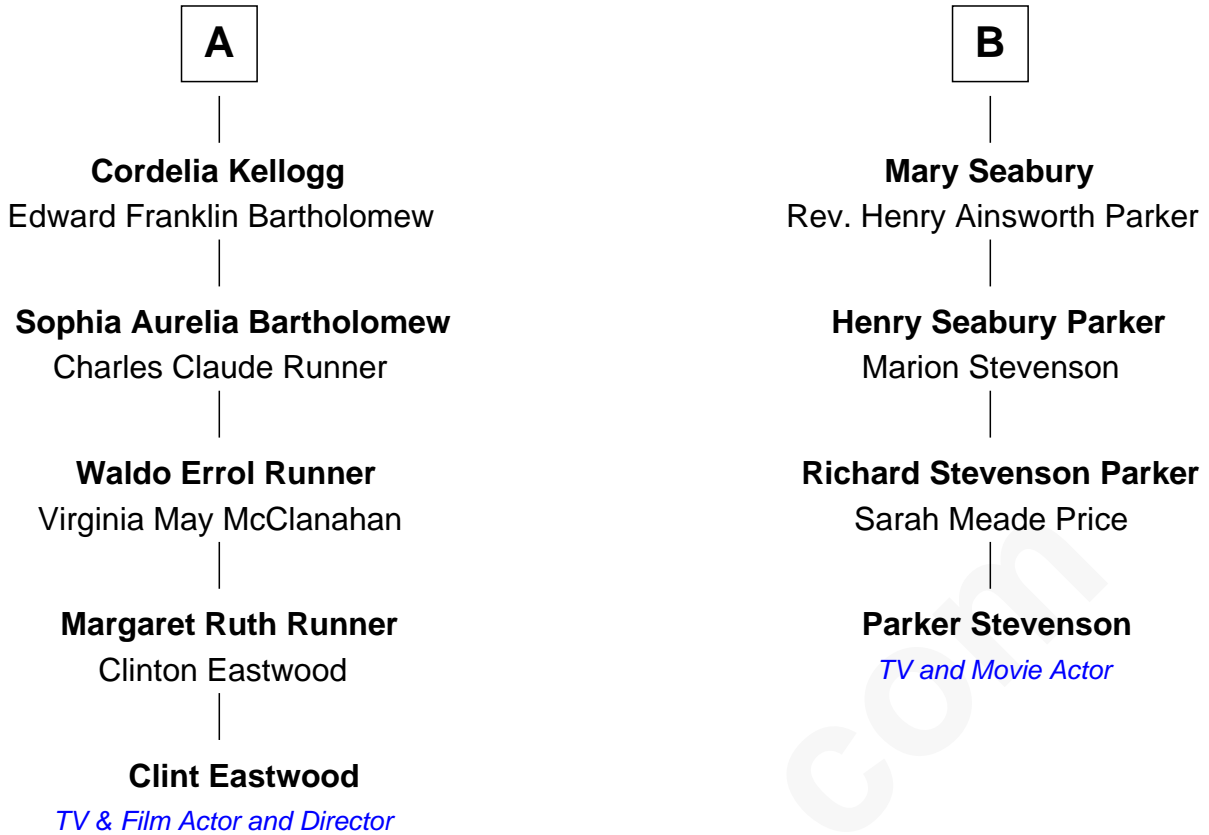 A
Cordelia Kellogg
Edward Franklin Bartholomew
Sophia Aurelia Bartholomew
Charles Claude Runner
Waldo Errol Runner
Virginia May McClanahan
Margaret Ruth Runner
Clinton Eastwood
Clint Eastwood
TV & Film Actor and Director
B
Mary Seabury
Rev. Henry Ainsworth Parker
Henry Seabury Parker
Marion Stevenson
Richard Stevenson Parker
Sarah Meade Price
Parker Stevenson
TV and Movie Actor
com